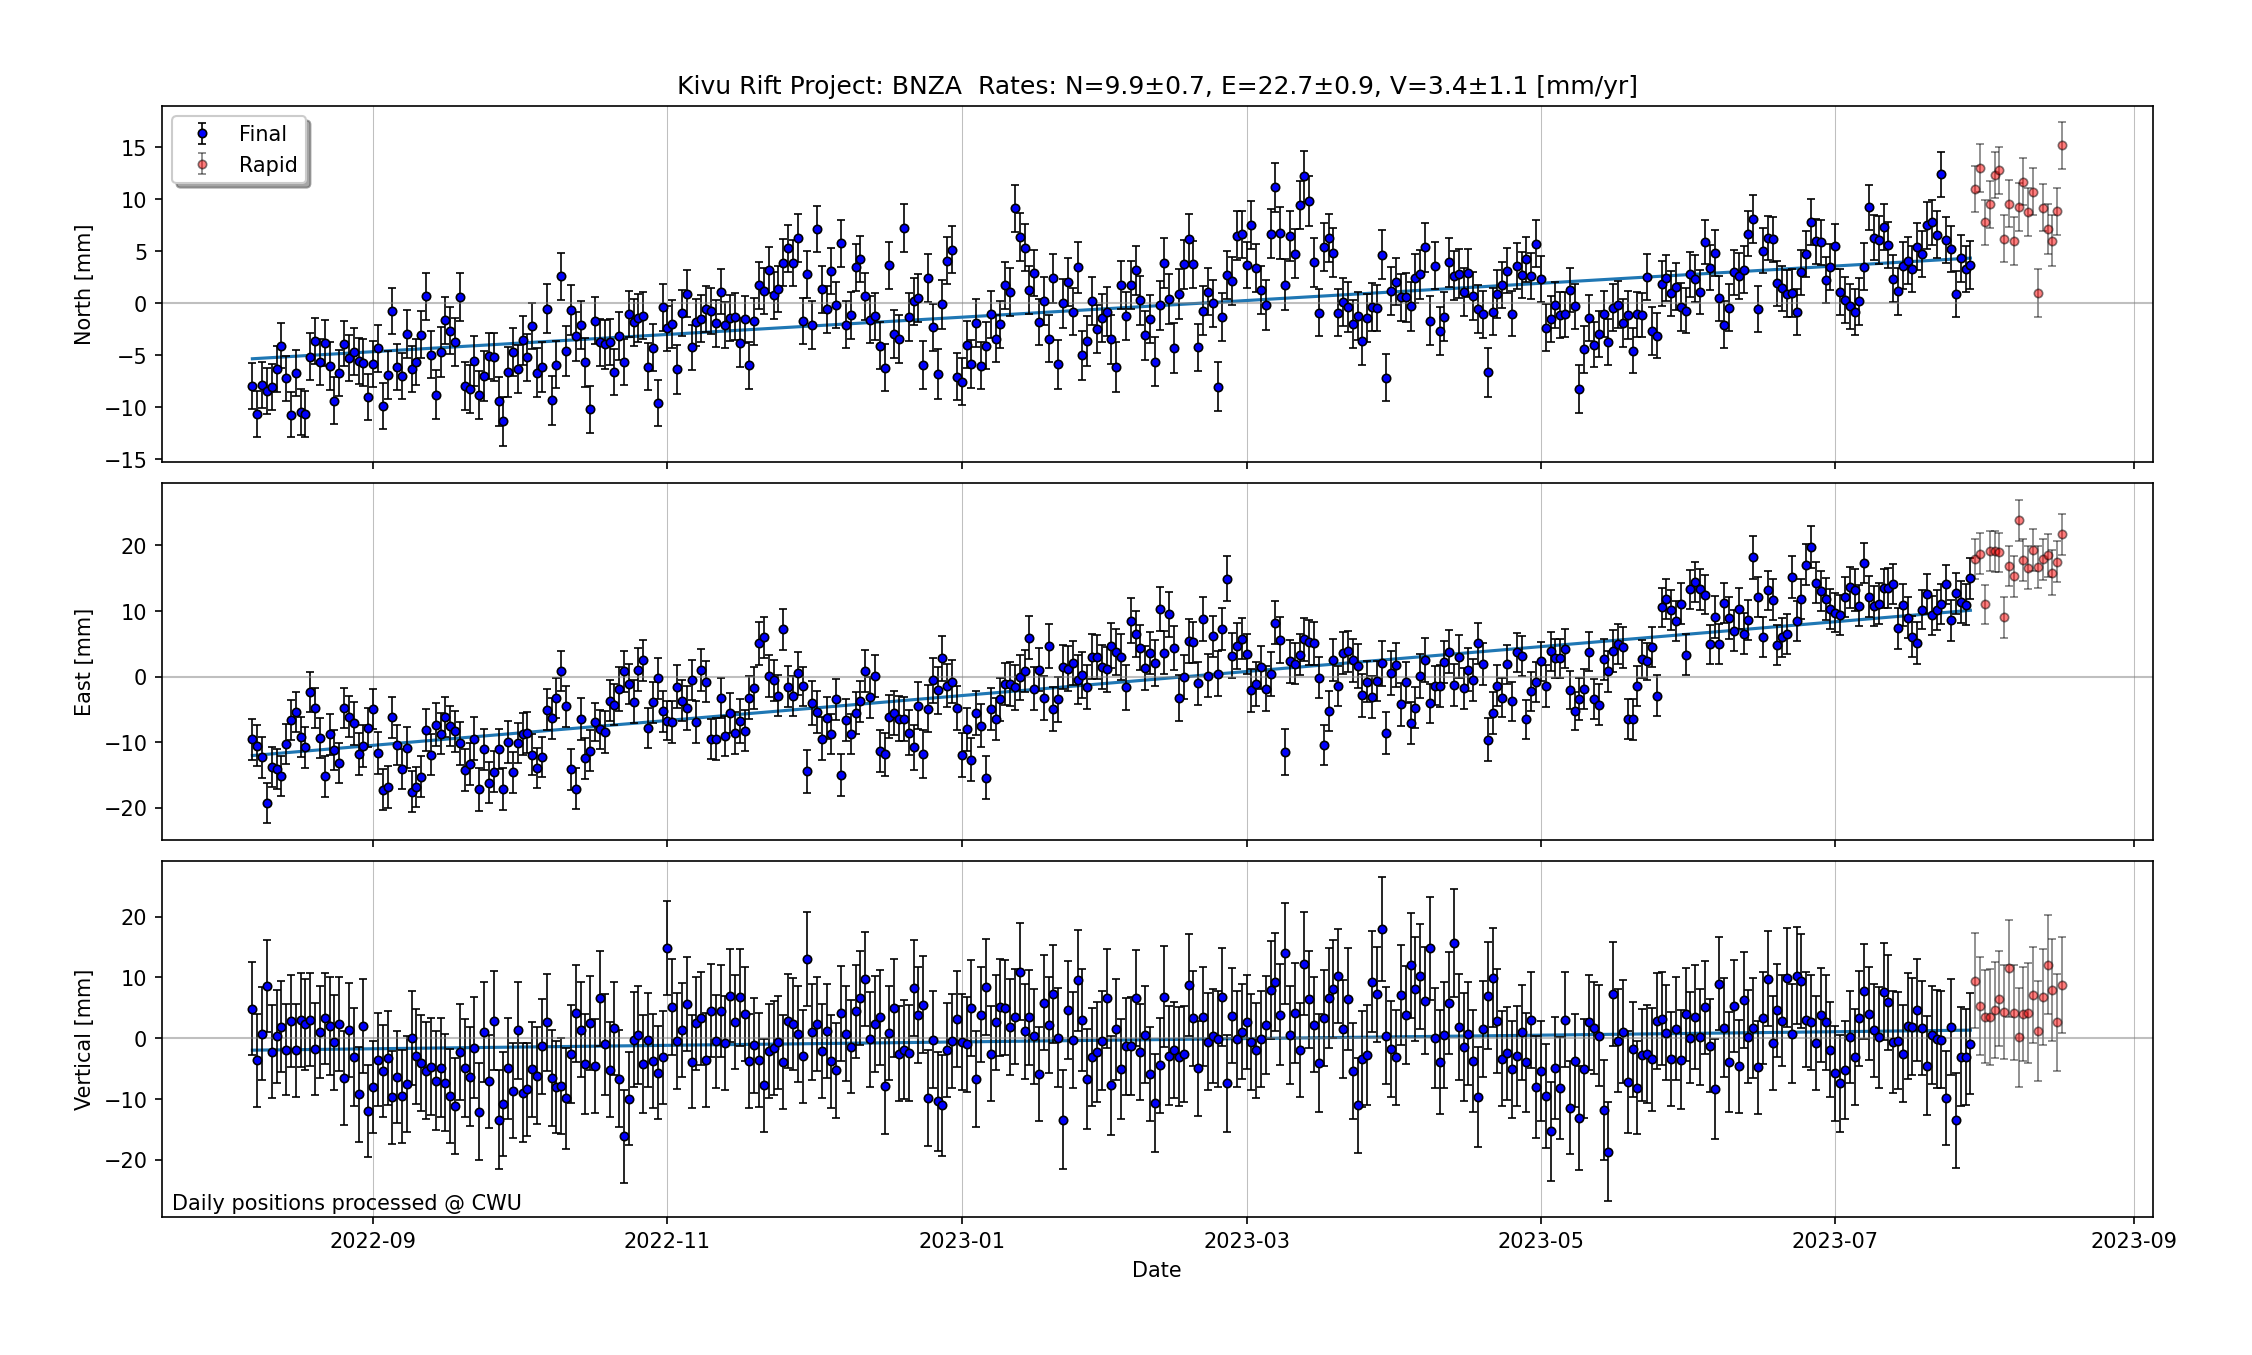 Kivu Rift Project: BNZA  Rates: N=9.9±0.7, E=22.7±0.9, V=3.4±1.1 [mm/yr]
Final
Rapid
North [mm]
15
10
5
0
−5
−10
−15
East [mm]
20
10
0
−10
−20
Vertical [mm]
20
10
0
−10
−20
Daily positions processed @ CWU
2022-09 2022-11 2023-01 2023-03 2023-05 2023-07 2023-09
Date